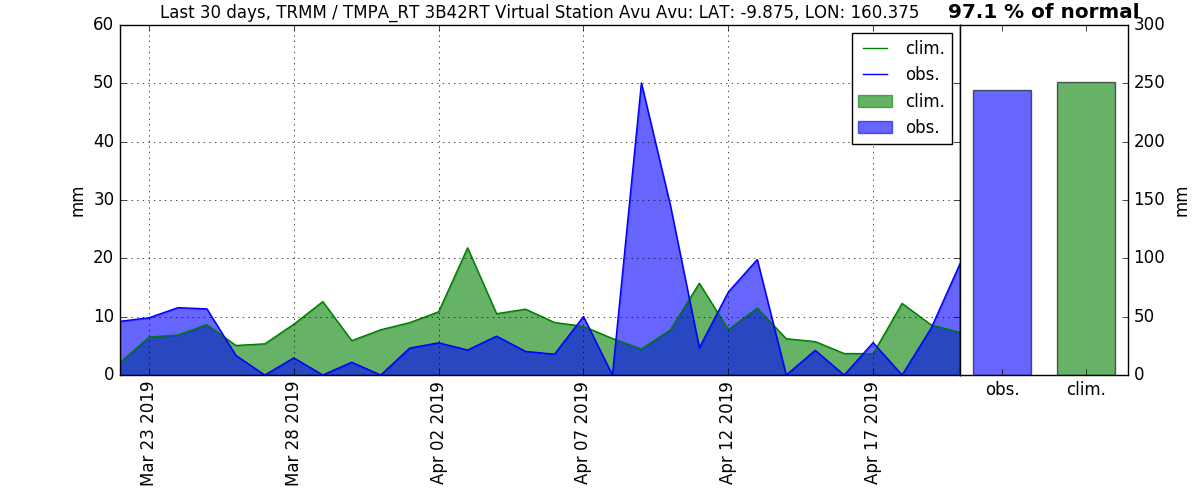 Last 30 days, TRMM / TMPA_RT 3B42RT Virtual Station Avu Avu: LAT: -9.875, LON: 160.375
97.1 % of normal
60
50
40
30
20
10
0
mm
clim.
obs.
clim.
obs.
Mar 23 2019
Mar 28 2019
Apr 02 2019
Apr 07 2019
Apr 12 2019
Apr 17 2019
300
250
200
150
100
50
0
mm
obs.
clim.